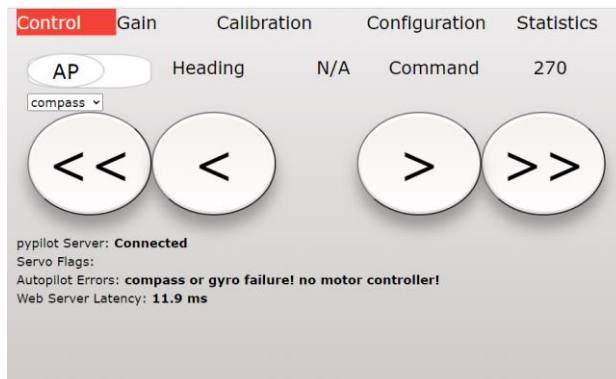 Control Gain Calibration Configuration Statistics
AP Heading N/A Command 270
compass
<< < > >>
pypilot Server: Connected
Servo Flags:
Autopilot Errors: compass or gyro failure! no motor controller!
Web Server Latency: 11.9 ms